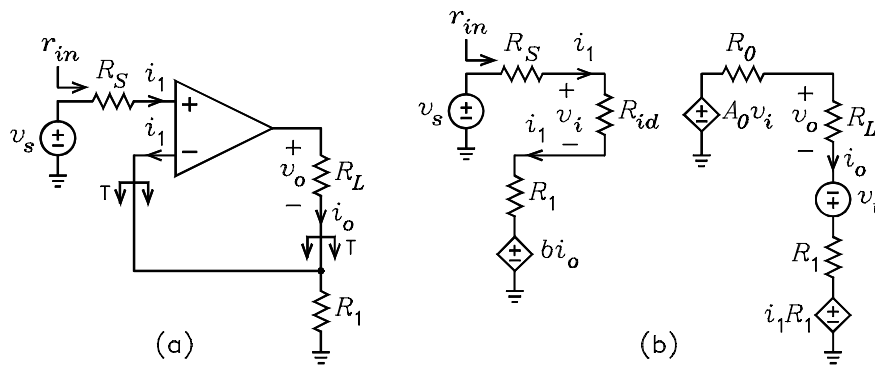 r_in
R_S
i_1
+
v_s
i_1
−
+
v_o
R_L
−
i_o
T
T
R_1
(a)
r_in
R_S
i_1
+
v_s
v_i
R_id
i_1
−
R_1
bi_o
R_0
A_0v_i
+
v_o
R_L
−
i_o
R_1
i_1R_1
(b)